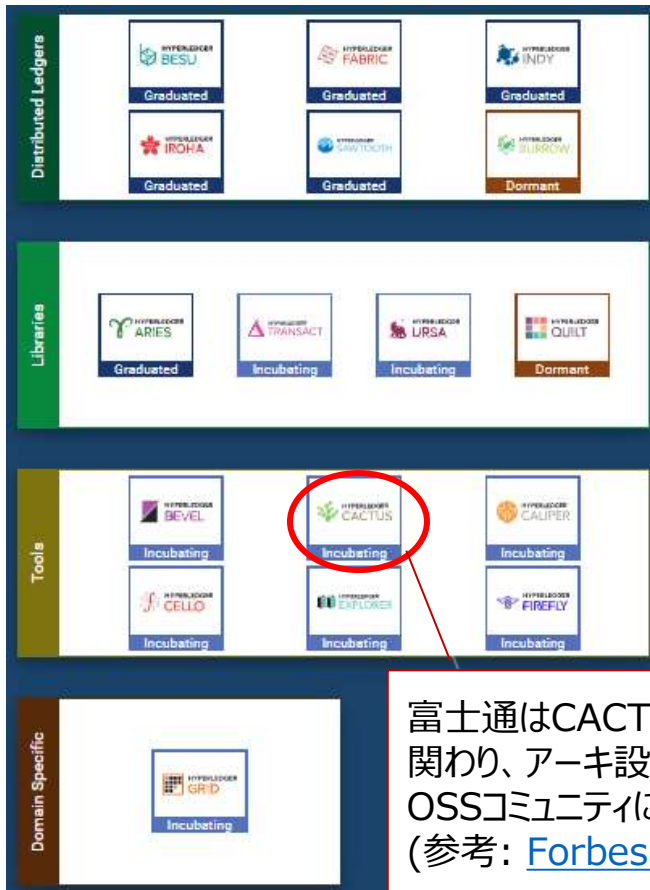 Distributed Ledgers
HYPERLEDGER
BESU
Graduated
HYPERLEDGER
FABRIC
Graduated
HYPERLEDGER
INDY
Graduated
HYPERLEDGER
IROHA
Graduated
HYPERLEDGER
SAWTOOTH
Graduated
HYPERLEDGER
BURROW
Dormant
Libraries
HYPERLEDGER
ARIES
Graduated
HYPERLEDGER
TRANSACT
Incubating
HYPERLEDGER
URSA
Incubating
HYPERLEDGER
QUILT
Dormant
Tools
HYPERLEDGER
BEVEL
Incubating
HYPERLEDGER
CACTUS
Incubating
HYPERLEDGER
CALIPER
Incubating
HYPERLEDGER
CELLO
Incubating
HYPERLEDGER
EXPLORER
Incubating
HYPERLEDGER
FIREFLY
Incubating
Domain Specific
HYPERLEDGER
GRID
Incubating
富士通はCACT
関わり、アーキ設
OSSコミュニティに
(参考: Forbes